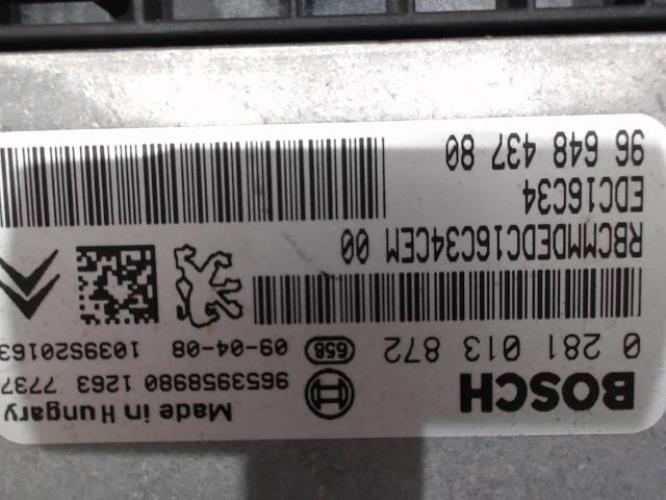 BOSCH
Made in Hungary
9653958980 1263 7737
0 281 013 872
658 09-04-08 1039S20163
RBCMMDEDC16C34CEM 00
EDC16C34
96 648 437 80